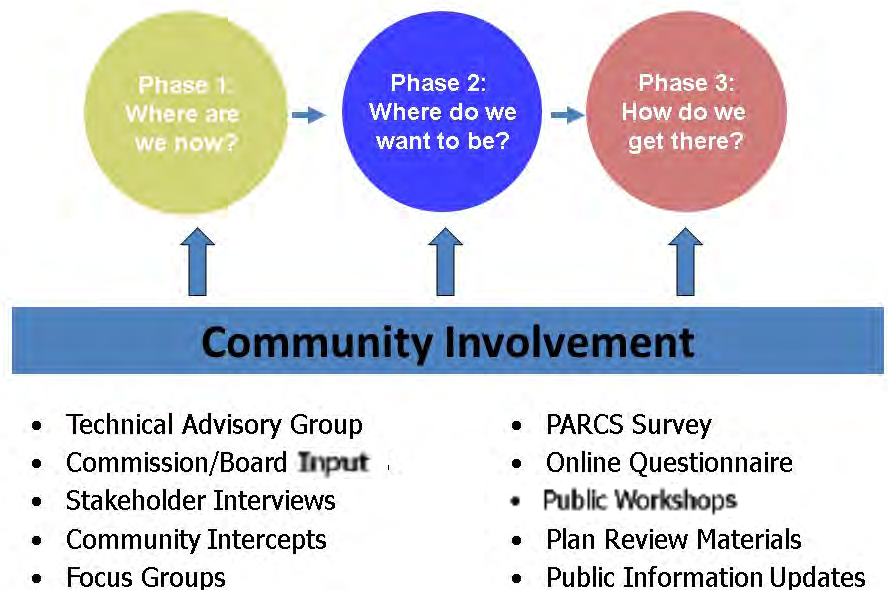 Phase 1:
Where are
we now?
Phase 2:
Where do we
want to be?
Phase 3:
How do we
get there?
Community Involvement
• Technical Advisory Group
• Commission/Board Input
• Stakeholder Interviews
• Community Intercepts
• Focus Groups
• PARCS Survey
• Online Questionnaire
• Public Workshops
• Plan Review Materials
• Public Information Updates